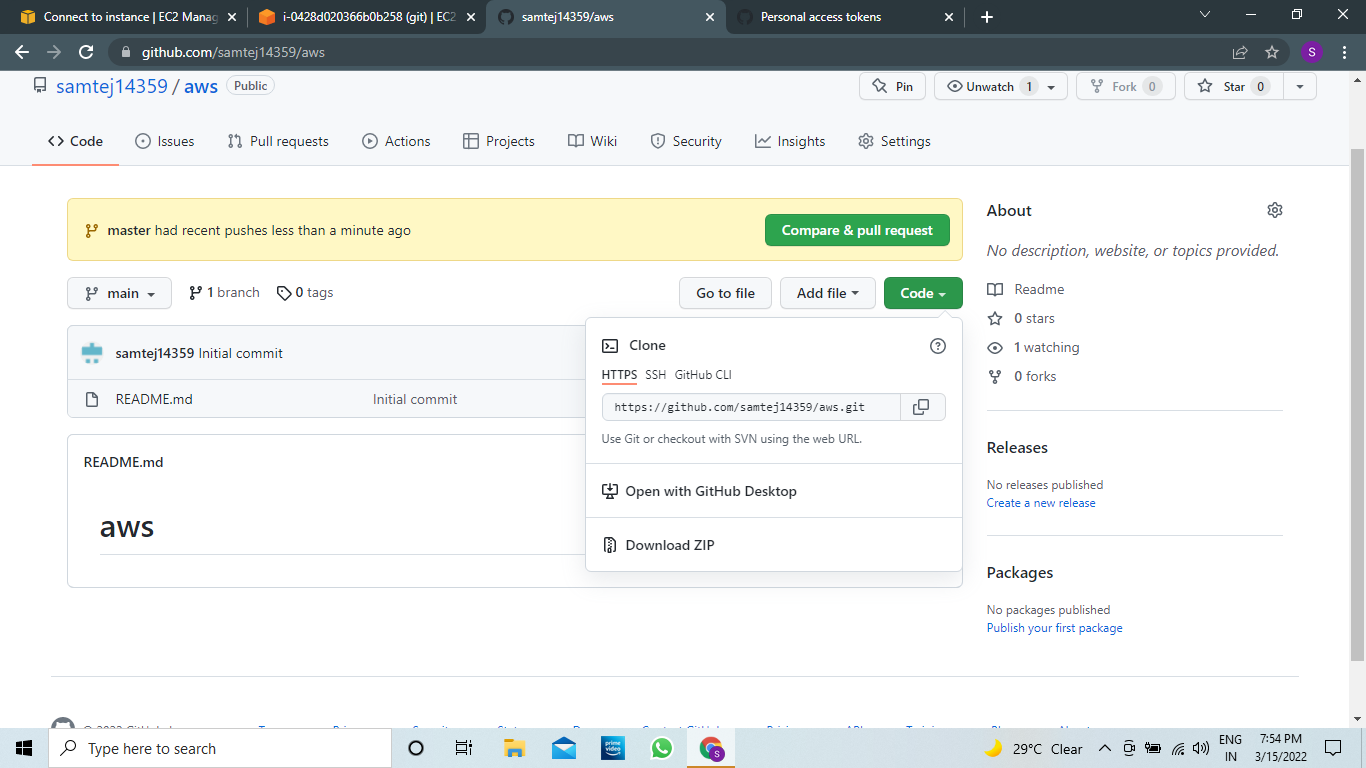 Connect to instance | EC2 Manag
i-0428d020366b0b258 (git) | EC2
samtej14359/aws
Personal access tokens
github.com/samtej14359/aws
S
samtej14359 / aws Public
Pin
Unwatch 1
Fork 0
Star 0
Code
Issues
Pull requests
Actions
Projects
Wiki
Security
Insights
Settings
master had recent pushes less than a minute ago
Compare & pull request
main
1 branch
0 tags
Go to file
Add file
Code
samtej14359 Initial commit
README.md Initial commit
README.md
aws
Clone
HTTPS SSH GitHub CLI
https://github.com/samtej14359/aws.git
Use Git or checkout with SVN using the web URL.
Open with GitHub Desktop
Download ZIP
About
No description, website, or topics provided.
Readme
0 stars
1 watching
0 forks
Releases
No releases published
Create a new release
Packages
No packages published
Publish your first package
Type here to search
prime video
S
29°C Clear
ENG
IN
7:54 PM
3/15/2022